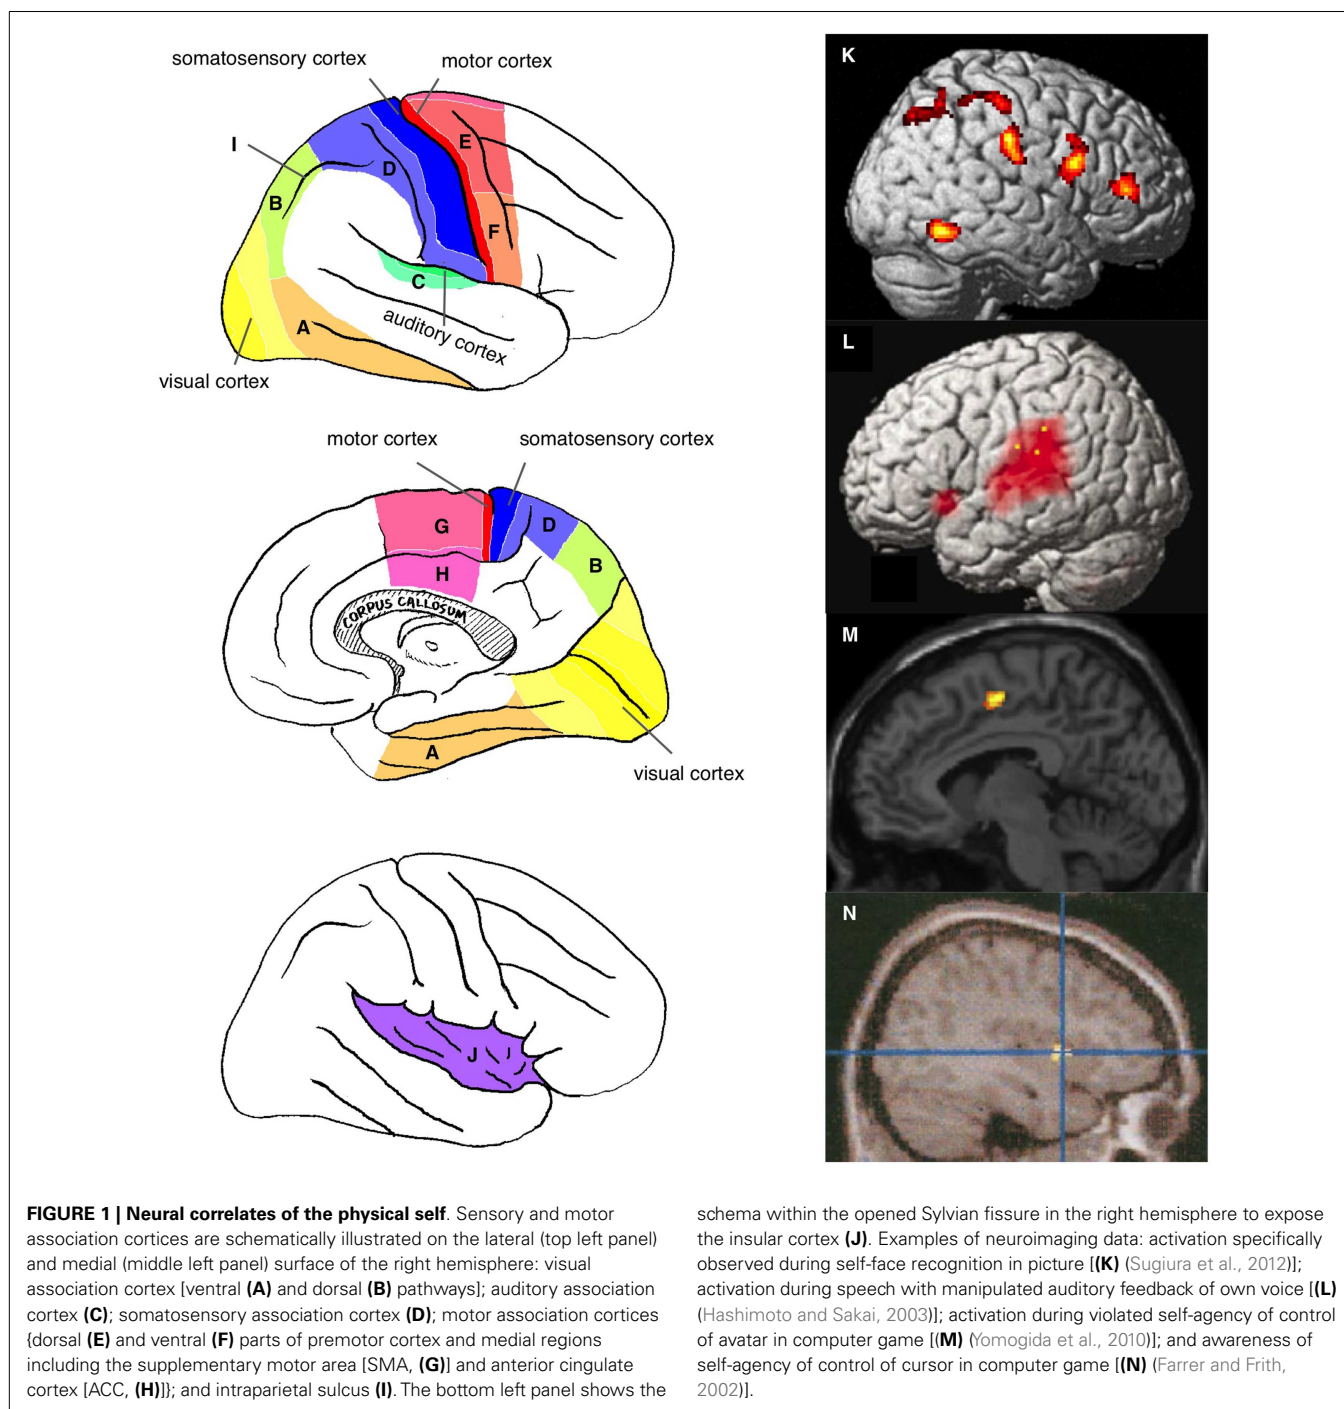 somatosensory cortex
motor cortex
I
E
D
B
F
C
A
auditory cortex
visual cortex
motor cortex
somatosensory cortex
G
D
B
H
CORPUS CALLOSUM
A
visual cortex
J
K
L
M
N
FIGURE 1 | Neural correlates of the physical self. Sensory and motor
association cortices are schematically illustrated on the lateral (top left panel)
and medial (middle left panel) surface of the right hemisphere: visual
association cortex [ventral (A) and dorsal (B) pathways]; auditory association
cortex (C); somatosensory association cortex (D); motor association cortices
{dorsal (E) and ventral (F) parts of premotor cortex and medial regions
including the supplementary motor area [SMA, (G)] and anterior cingulate
cortex [ACC, (H)]}; and intraparietal sulcus (I). The bottom left panel shows the
schema within the opened Sylvian fissure in the right hemisphere to expose
the insular cortex (J). Examples of neuroimaging data: activation specifically
observed during self-face recognition in picture [(K) (Sugiura et al., 2012)];
activation during speech with manipulated auditory feedback of own voice [(L)
(Hashimoto and Sakai, 2003)]; activation during violated self-agency of control
of avatar in computer game [(M) (Yomogida et al., 2010)]; and awareness of
self-agency of control of cursor in computer game [(N) (Farrer and Frith,
2002)].